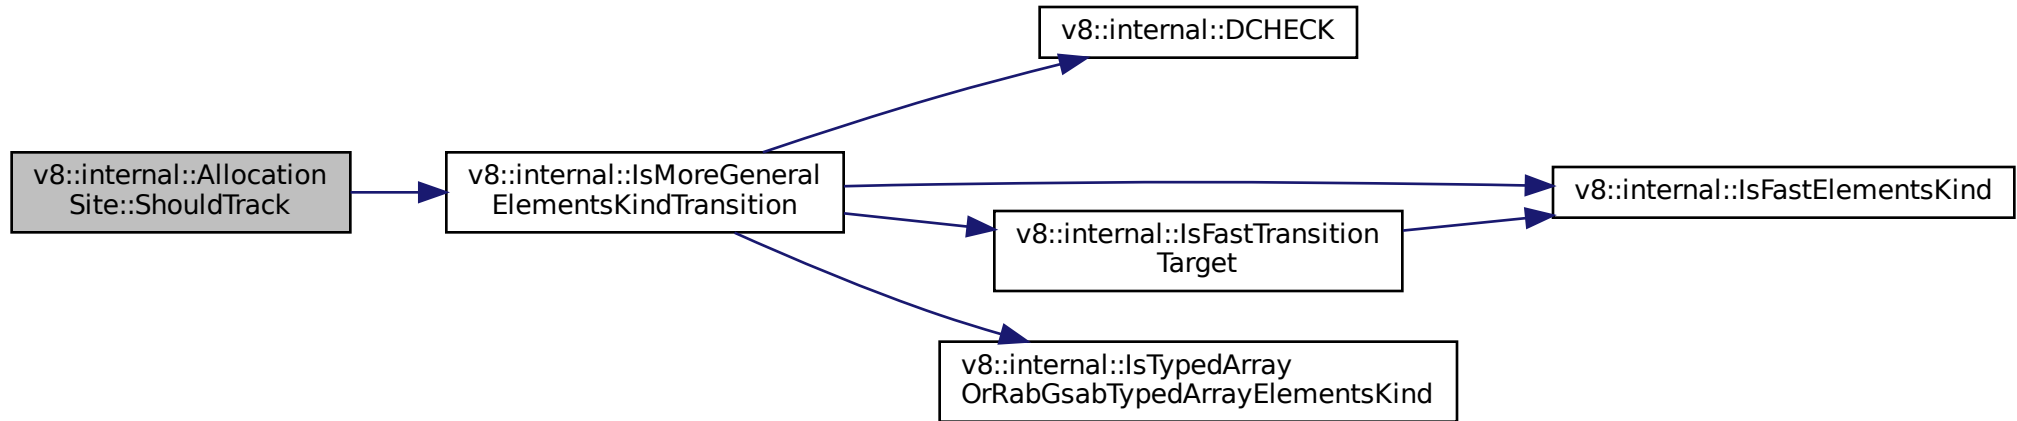 v8::internal::DCHECK
v8::internal::Allocation
Site::ShouldTrack
v8::internal::IsMoreGeneral
ElementsKindTransition
v8::internal::IsFastElementsKind
v8::internal::IsFastTransition
Target
v8::internal::IsTypedArray
OrRabGsabTypedArrayElementsKind